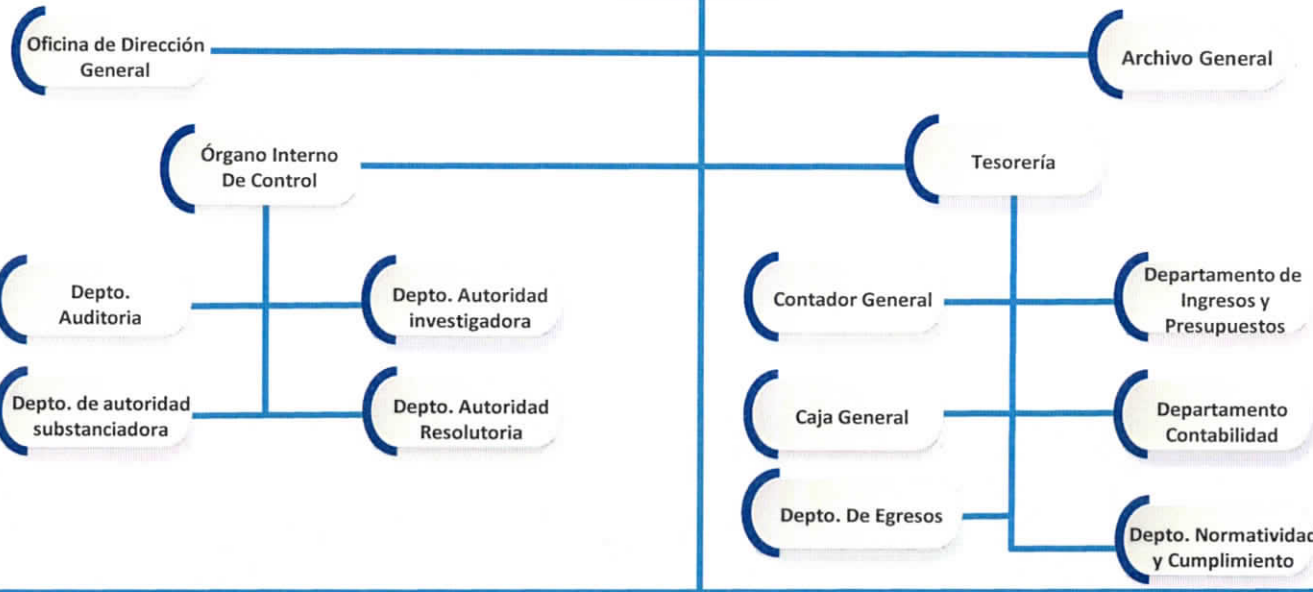 Oficina de Dirección
General
Archivo General
Órgano Interno
De Control
Tesorería
Depto.
Auditoria
Depto. Autoridad
investigadora
Contador General
Departamento de
Ingresos y
Presupuestos
Depto. de autoridad
substanciadora
Depto. Autoridad
Resolutoria
Caja General
Departamento
Contabilidad
Depto. De Egresos
Depto. Normatividad
y Cumplimiento